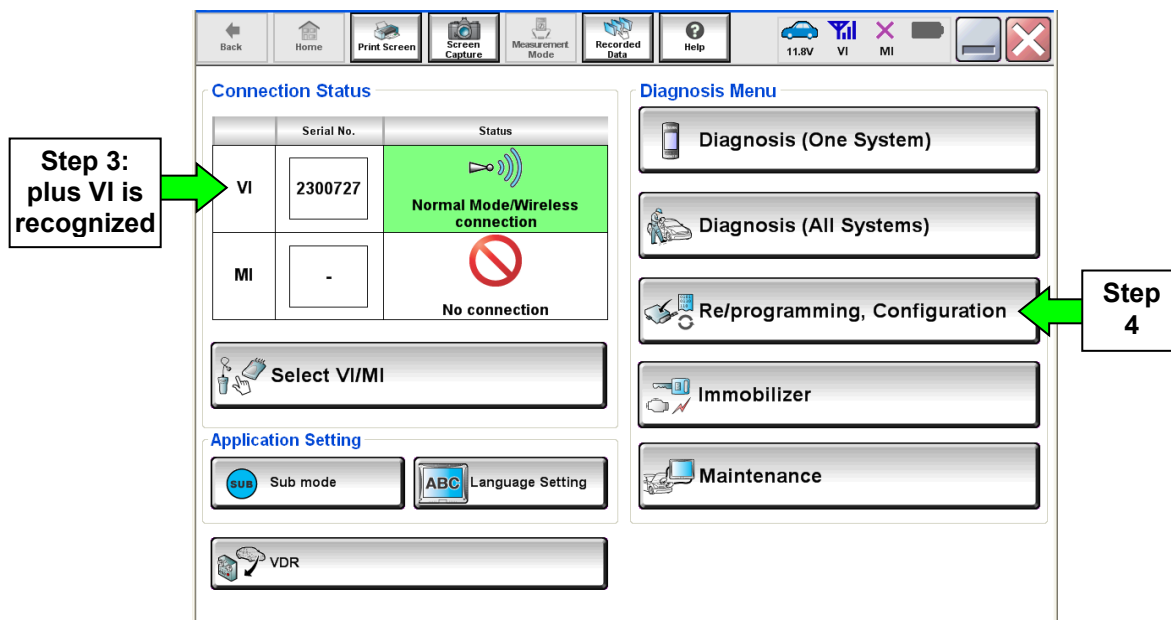 Back
Home
Print Screen
Screen
Capture
Measurement
Mode
Recorded
Data
?
Help
11.8V
VI
MI
Connection Status
Serial No.
Status
VI
2300727
Normal Mode/Wireless
connection
MI
-
No connection
Select VI/MI
Application Setting
SUB
Sub mode
ABC
Language Setting
VDR
Diagnosis Menu
Diagnosis (One System)
Diagnosis (All Systems)
Re/programming, Configuration
Immobilizer
Maintenance
Step 3:
plus VI is
recognized
Step
4